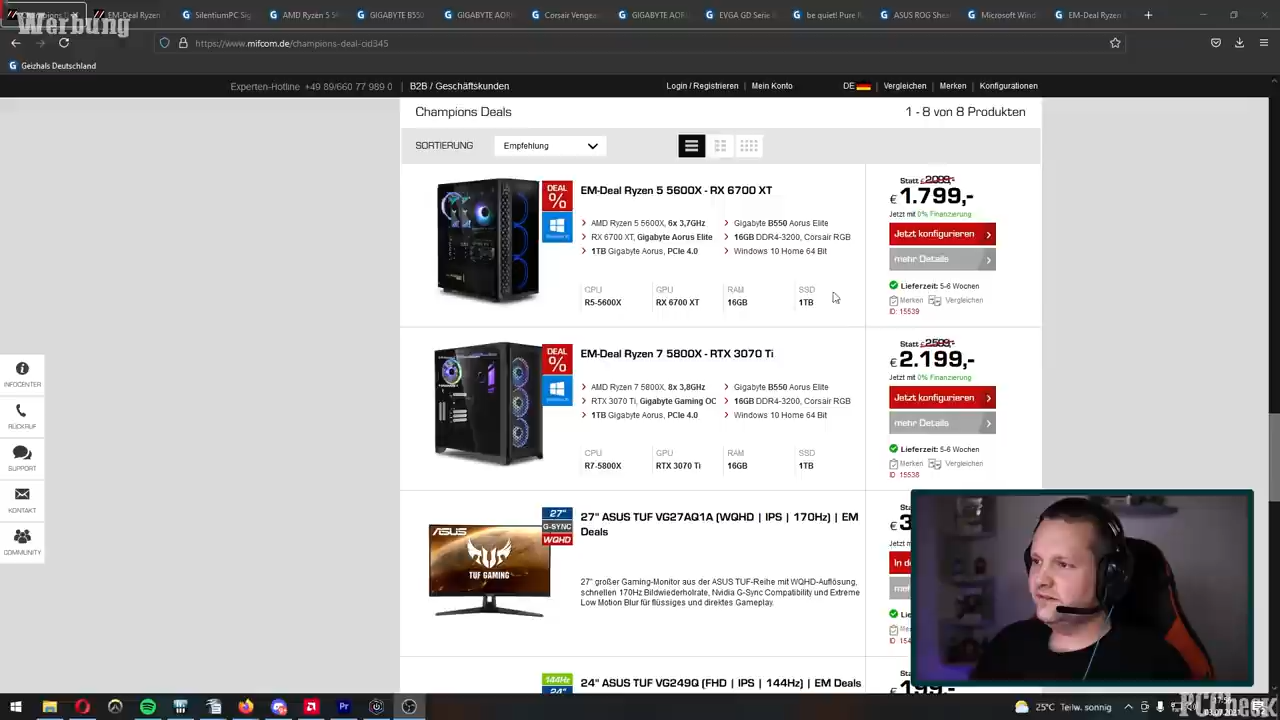 Werbung
EM-Deal Ryzen
SilentiumPC Sig
AMD Ryzen 5 5
GIGABYTE B550
GIGABYTE AOR
Corsair Vengea
GIGABYTE AOR
EVGA GD Serie
be quiet! Pure R
ASUS ROG Shea
Microsoft Wind
EM-Deal Ryzen
https://www.mifcom.de/champions-deal-cid345
Geizhals Deutschland
Experten-Hotline +49 89/660 77 989 0 | B2B / Geschäftskunden
Login / Registrieren | Mein Konto
DE | Vergleichen | Merken | Konfigurationen
Champions Deals
1 - 8 von 8 Produkten
SORTIERUNG
Empfehlung
DEAL %
EM-Deal Ryzen 5 5600X - RX 6700 XT
AMD Ryzen 5 5600X, 6x 3,7GHz
RX 6700 XT, Gigabyte Aorus Elite
1TB Gigabyte Aorus, PCIe 4.0
Gigabyte B550 Aorus Elite
16GB DDR4-3200, Corsair RGB
Windows 10 Home 64 Bit
CPU GPU RAM SSD
R5-5600X RX 6700 XT 16GB 1TB
Statt € 2.099,-
€ 1.799,-
Jetzt mit 0% Finanzierung
Jetzt konfigurieren
mehr Details
Lieferzeit: 5-6 Wochen
Merken Vergleichen
ID: 15539
DEAL %
EM-Deal Ryzen 7 5800X - RTX 3070 Ti
AMD Ryzen 7 5800X, 8x 3,8GHz
RTX 3070 Ti, Gigabyte Gaming OC
1TB Gigabyte Aorus, PCIe 4.0
Gigabyte B550 Aorus Elite
16GB DDR4-3200, Corsair RGB
Windows 10 Home 64 Bit
CPU GPU RAM SSD
R7-5800X RTX 3070 Ti 16GB 1TB
Statt € 2.599,-
€ 2.199,-
Jetzt mit 0% Finanzierung
Jetzt konfigurieren
mehr Details
Lieferzeit: 5-6 Wochen
Merken Vergleichen
ID 15538
INFOCENTER
RÜCKRUF
SUPPORT
KONTAKT
COMMUNITY
27"
G-SYNC
WQHD
ASUS
TUF GAMING
27" ASUS TUF VG27AQ1A (WQHD | IPS | 170Hz) | EM
Deals
27" großer Gaming-Monitor aus der ASUS TUF-Reihe mit WQHD-Auflösung,
schnellen 170Hz Bildwiederholrate, Nvidia G-Sync Compatibility und Extreme
Low Motion Blur für flüssiges und direktes Gameplay.
144Hz
24"
24" ASUS TUF VG249Q (FHD | IPS | 144Hz) | EM Deals
25°C Teilw. sonnig
PCCheck